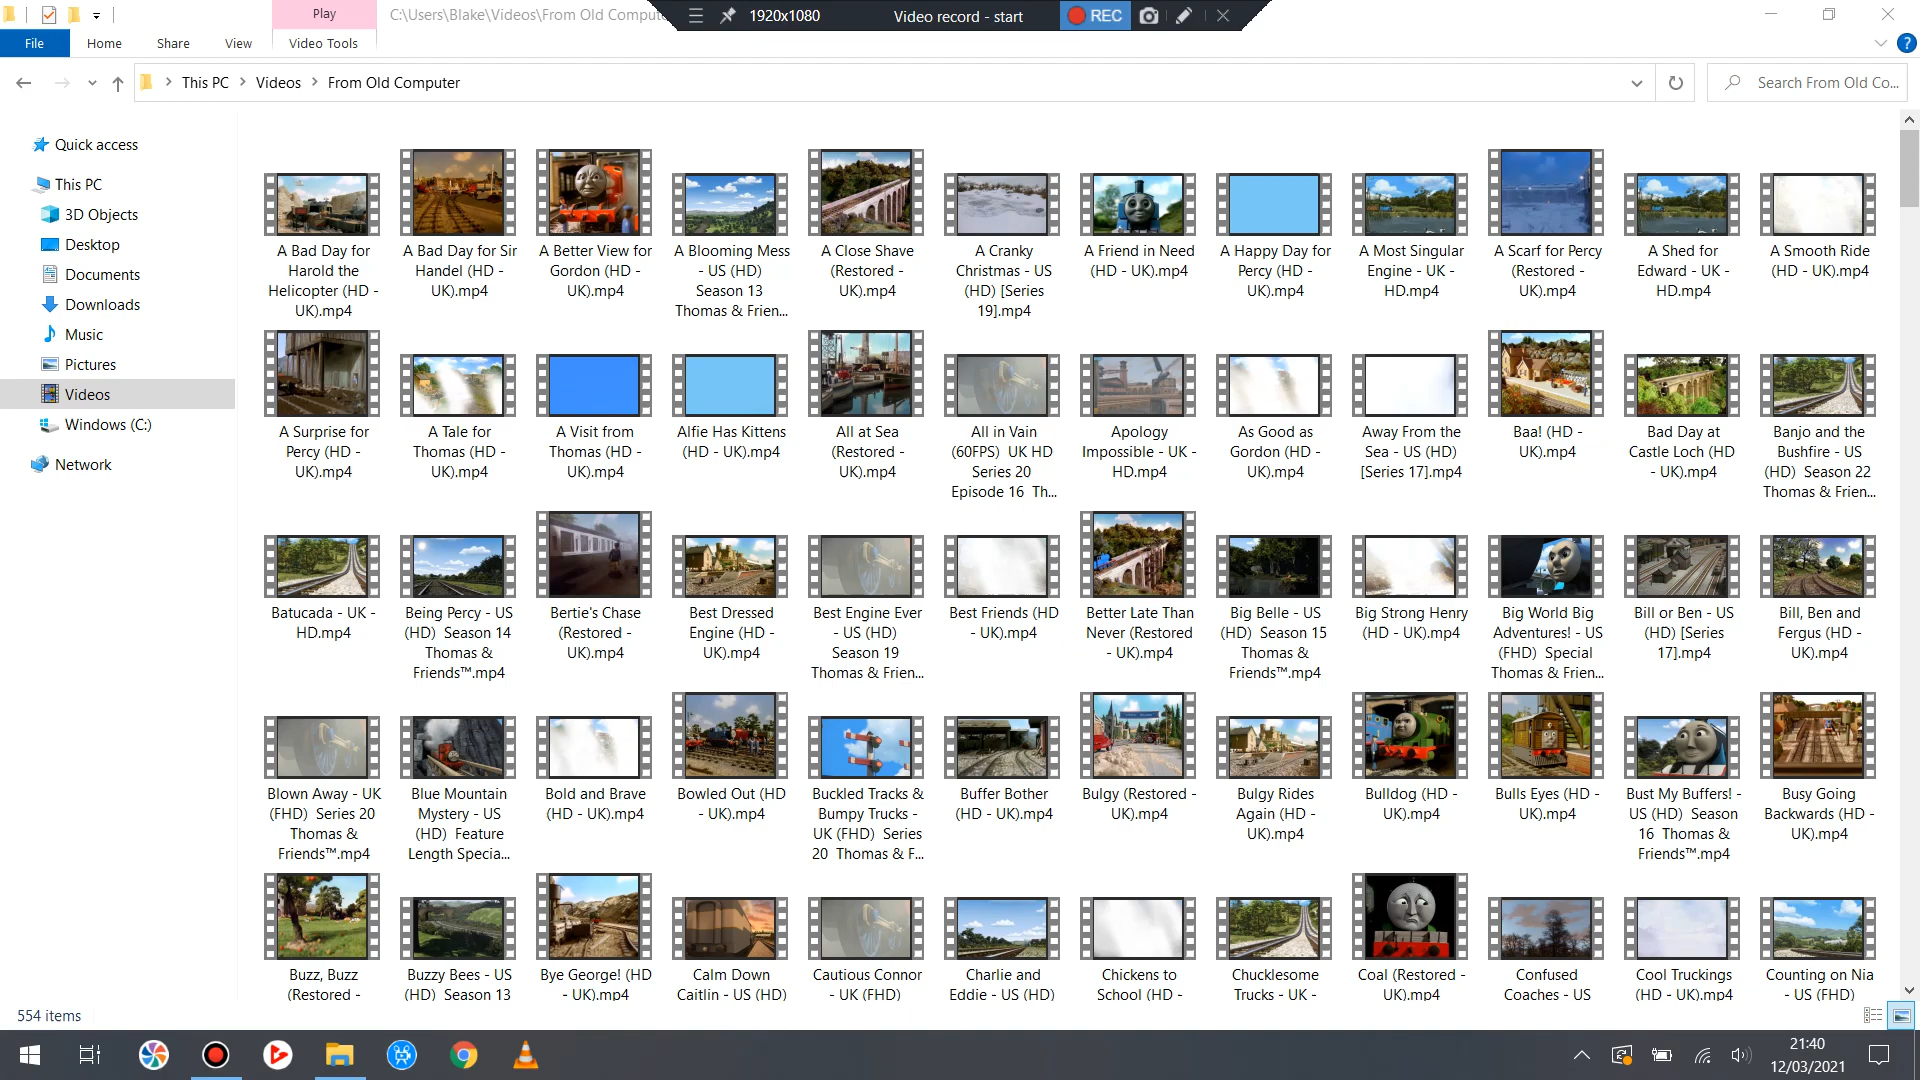 Play
C:\Users\Blake\Videos\From Old Compute
1920x1080
Video record - start
REC
File
Home
Share
View
Video Tools
This PC
Videos
From Old Computer
Search From Old Co...
Quick access
This PC
3D Objects
Desktop
Documents
Downloads
Music
Pictures
Videos
Windows (C:)
Network
A Bad Day for
Harold the
Helicopter (HD -
UK).mp4
A Bad Day for Sir
Handel (HD -
UK).mp4
A Better View for
Gordon (HD -
UK).mp4
A Blooming Mess
- US (HD)
Season 13
Thomas & Frien...
A Close Shave
(Restored -
UK).mp4
A Cranky
Christmas - US
(HD) [Series
19].mp4
A Friend in Need
(HD - UK).mp4
A Happy Day for
Percy (HD -
UK).mp4
A Most Singular
Engine - UK -
HD.mp4
A Scarf for Percy
(Restored -
UK).mp4
A Shed for
Edward - UK -
HD.mp4
A Smooth Ride
(HD - UK).mp4
A Surprise for
Percy (HD -
UK).mp4
A Tale for
Thomas (HD -
UK).mp4
A Visit from
Thomas (HD -
UK).mp4
Alfie Has Kittens
(HD - UK).mp4
All at Sea
(Restored -
UK).mp4
All in Vain
(60FPS) UK HD
Series 20
Episode 16 Th...
Apology
Impossible - UK -
HD.mp4
As Good as
Gordon (HD -
UK).mp4
Away From the
Sea - US (HD)
[Series 17].mp4
Baa! (HD -
UK).mp4
Bad Day at
Castle Loch (HD
- UK).mp4
Banjo and the
Bushfire - US
(HD) Season 22
Thomas & Frien...
Batucada - UK -
HD.mp4
Being Percy - US
(HD) Season 14
Thomas &
Friends™.mp4
Bertie's Chase
(Restored -
UK).mp4
Best Dressed
Engine (HD -
UK).mp4
Best Engine Ever
- US (HD)
Season 19
Thomas & Frien...
Best Friends (HD
- UK).mp4
Better Late Than
Never (Restored
- UK).mp4
Big Belle - US
(HD) Season 15
Thomas &
Friends™.mp4
Big Strong Henry
(HD - UK).mp4
Big World Big
Adventures! - US
(FHD) Special
Thomas & Frien...
Bill or Ben - US
(HD) [Series
17].mp4
Bill, Ben and
Fergus (HD -
UK).mp4
Blown Away - UK
(FHD) Series 20
Thomas &
Friends™.mp4
Blue Mountain
Mystery - US
(HD) Feature
Length Specia...
Bold and Brave
(HD - UK).mp4
Bowled Out (HD
- UK).mp4
Buckled Tracks &
Bumpy Trucks -
UK (FHD) Series
20 Thomas & F...
Buffer Bother
(HD - UK).mp4
Bulgy (Restored -
UK).mp4
Bulgy Rides
Again (HD -
UK).mp4
Bulldog (HD -
UK).mp4
Bulls Eyes (HD -
UK).mp4
Bust My Buffers! -
US (HD) Season
16 Thomas &
Friends™.mp4
Busy Going
Backwards (HD -
UK).mp4
Buzz, Buzz
(Restored -
Buzzy Bees - US
(HD) Season 13
Bye George! (HD
- UK).mp4
Calm Down
Caitlin - US (HD)
Cautious Connor
- UK (FHD)
Charlie and
Eddie - US (HD)
Chickens to
School (HD -
Chucklesome
Trucks - UK -
Coal (Restored -
UK).mp4
Confused
Coaches - US
Cool Truckings
(HD - UK).mp4
Counting on Nia
- US (FHD)
554 items
21:40
12/03/2021